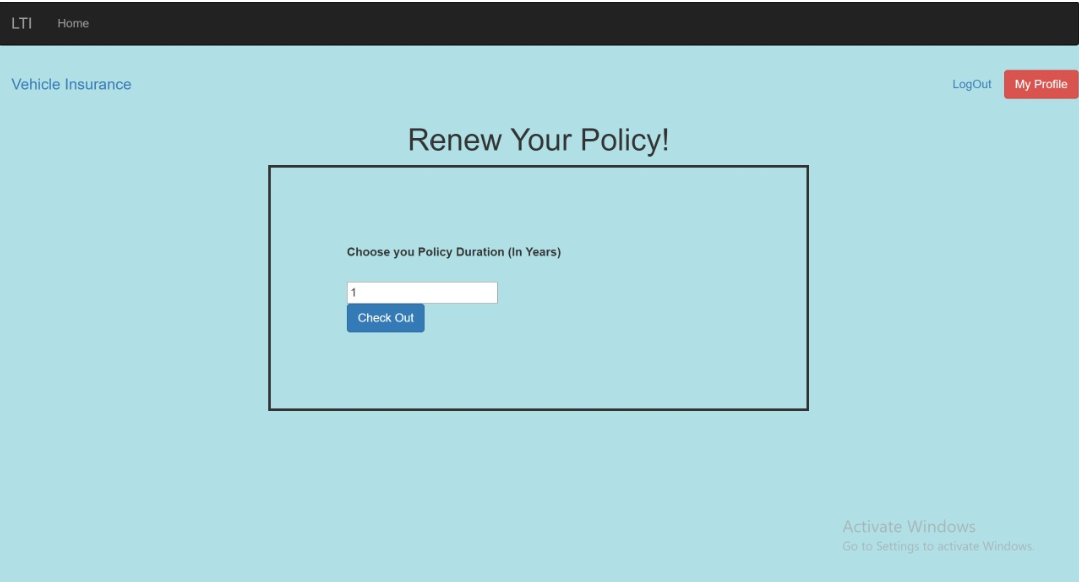 LTI Home
Vehicle Insurance LogOut My Profile
Renew Your Policy!
Choose you Policy Duration (In Years)
1
Check Out
Activate Windows
Go to Settings to activate Windows.